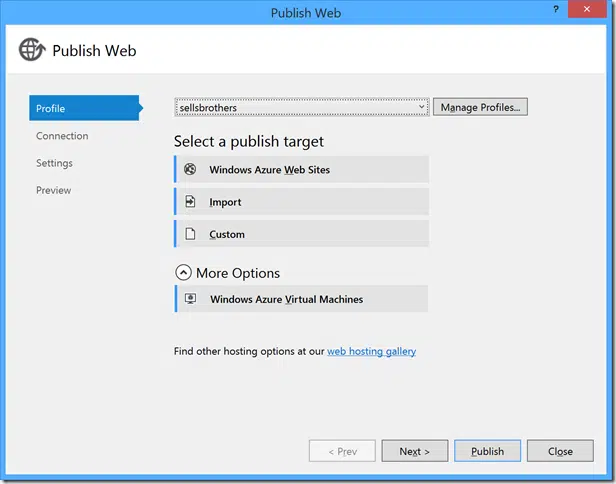 Publish Web
?
Publish Web
Profile
Connection
Settings
Preview
sellsbrothers
Manage Profiles...
Select a publish target
Windows Azure Web Sites
Import
Custom
More Options
Windows Azure Virtual Machines
Find other hosting options at our web hosting gallery
< Prev
Next >
Publish
Close